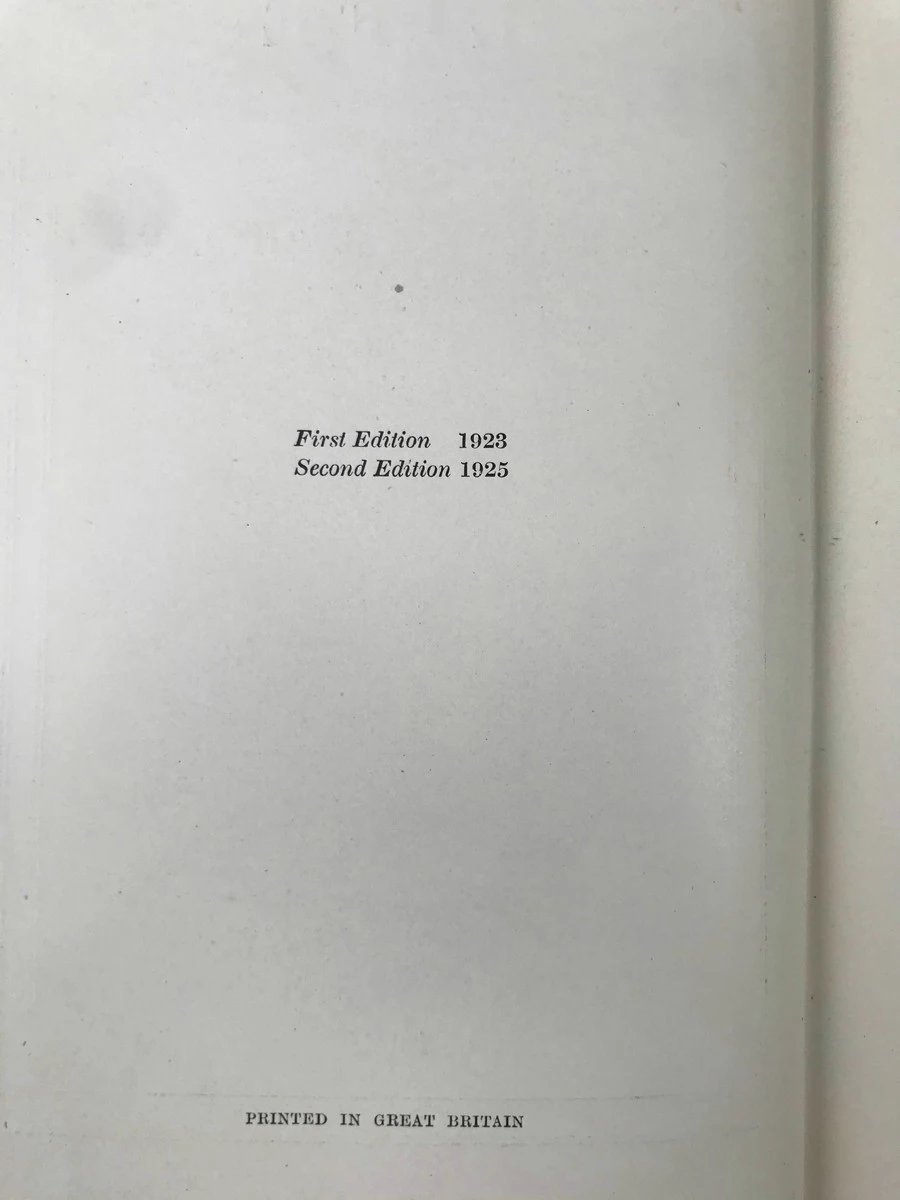 First Edition 1923
Second Edition 1925
PRINTED IN GREAT BRITAIN